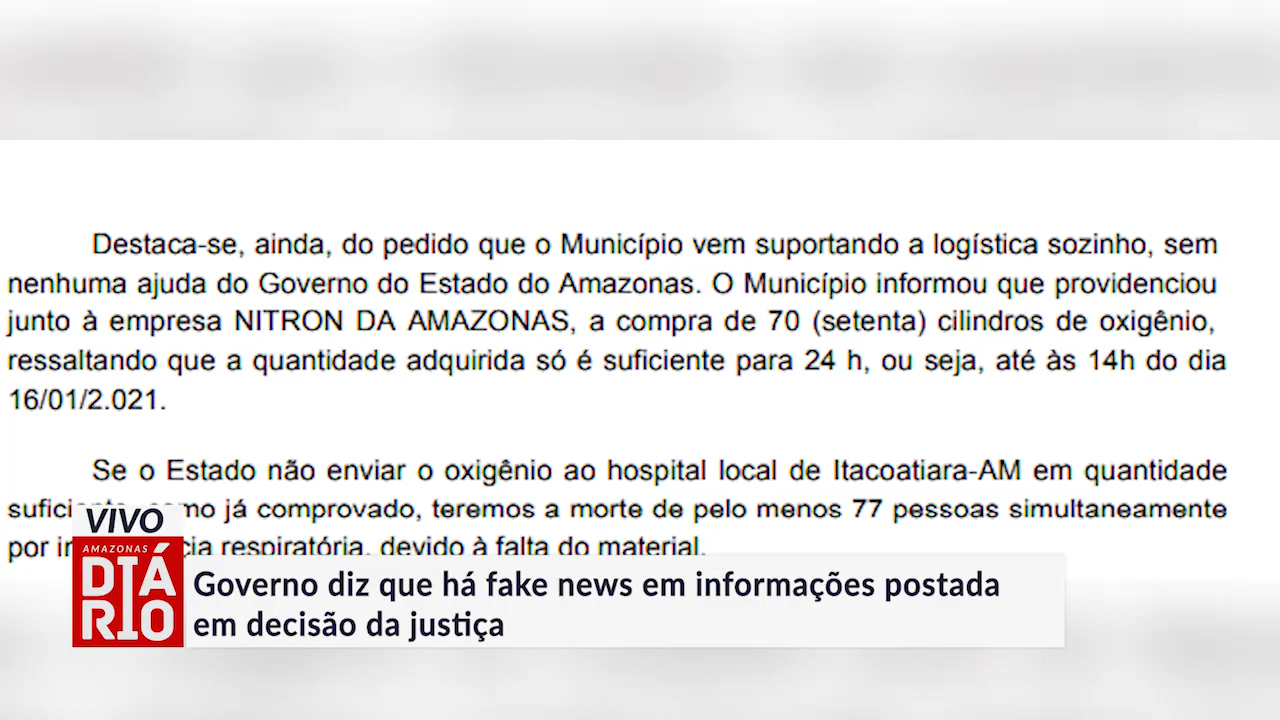 Destaca-se, ainda, do pedido que o Município vem suportando a logística sozinho, sem
nenhuma ajuda do Governo do Estado do Amazonas. O Município informou que providenciou
junto à empresa NITRON DA AMAZONAS, a compra de 70 (setenta) cilindros de oxigênio,
ressaltando que a quantidade adquirida só é suficiente para 24 h, ou seja, até às 14h do dia
16/01/2.021.
Se o Estado não enviar o oxigênio ao hospital local de Itacoatiara-AM em quantidade
já comprovado, teremos a morte de pelo menos 77 pessoas simultaneamente
por respiratória, devido à falta do material.
VIVO
AMAZONAS
DIÁ
RIO
Governo diz que há fake news em informações postada
em decisão da justiça